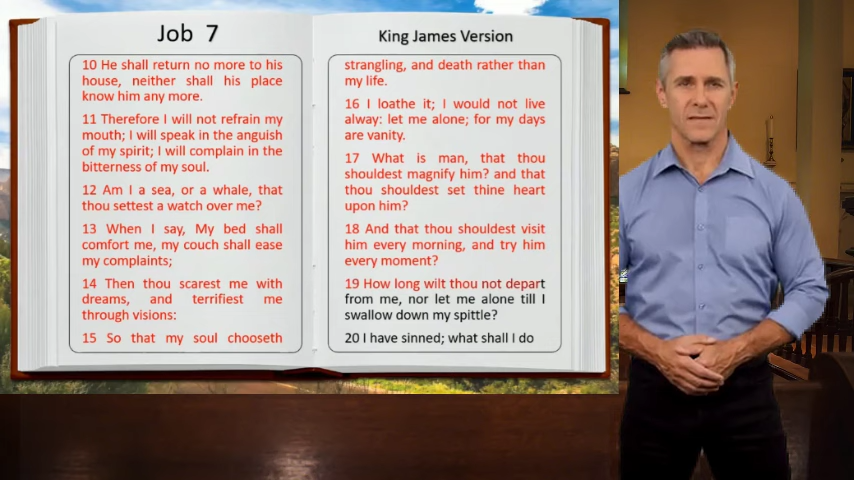 Job 7
King James Version
10 He shall return no more to his
house, neither shall his place
know him any more.
11 Therefore I will not refrain my
mouth; I will speak in the anguish
of my spirit; I will complain in the
bitterness of my soul.
12 Am I a sea, or a whale, that
thou settest a watch over me?
13 When I say, My bed shall
comfort me, my couch shall ease
my complaints;
14 Then thou scarest me with
dreams, and terrifiest me
through visions:
15 So that my soul chooseth
strangling, and death rather than
my life.
16 I loathe it; I would not live
alway: let me alone; for my days
are vanity.
17 What is man, that thou
shouldest magnify him? and that
thou shouldest set thine heart
upon him?
18 And that thou shouldest visit
him every morning, and try him
every moment?
19 How long wilt thou not depart
from me, nor let me alone till I
swallow down my spittle?
20 I have sinned; what shall I do